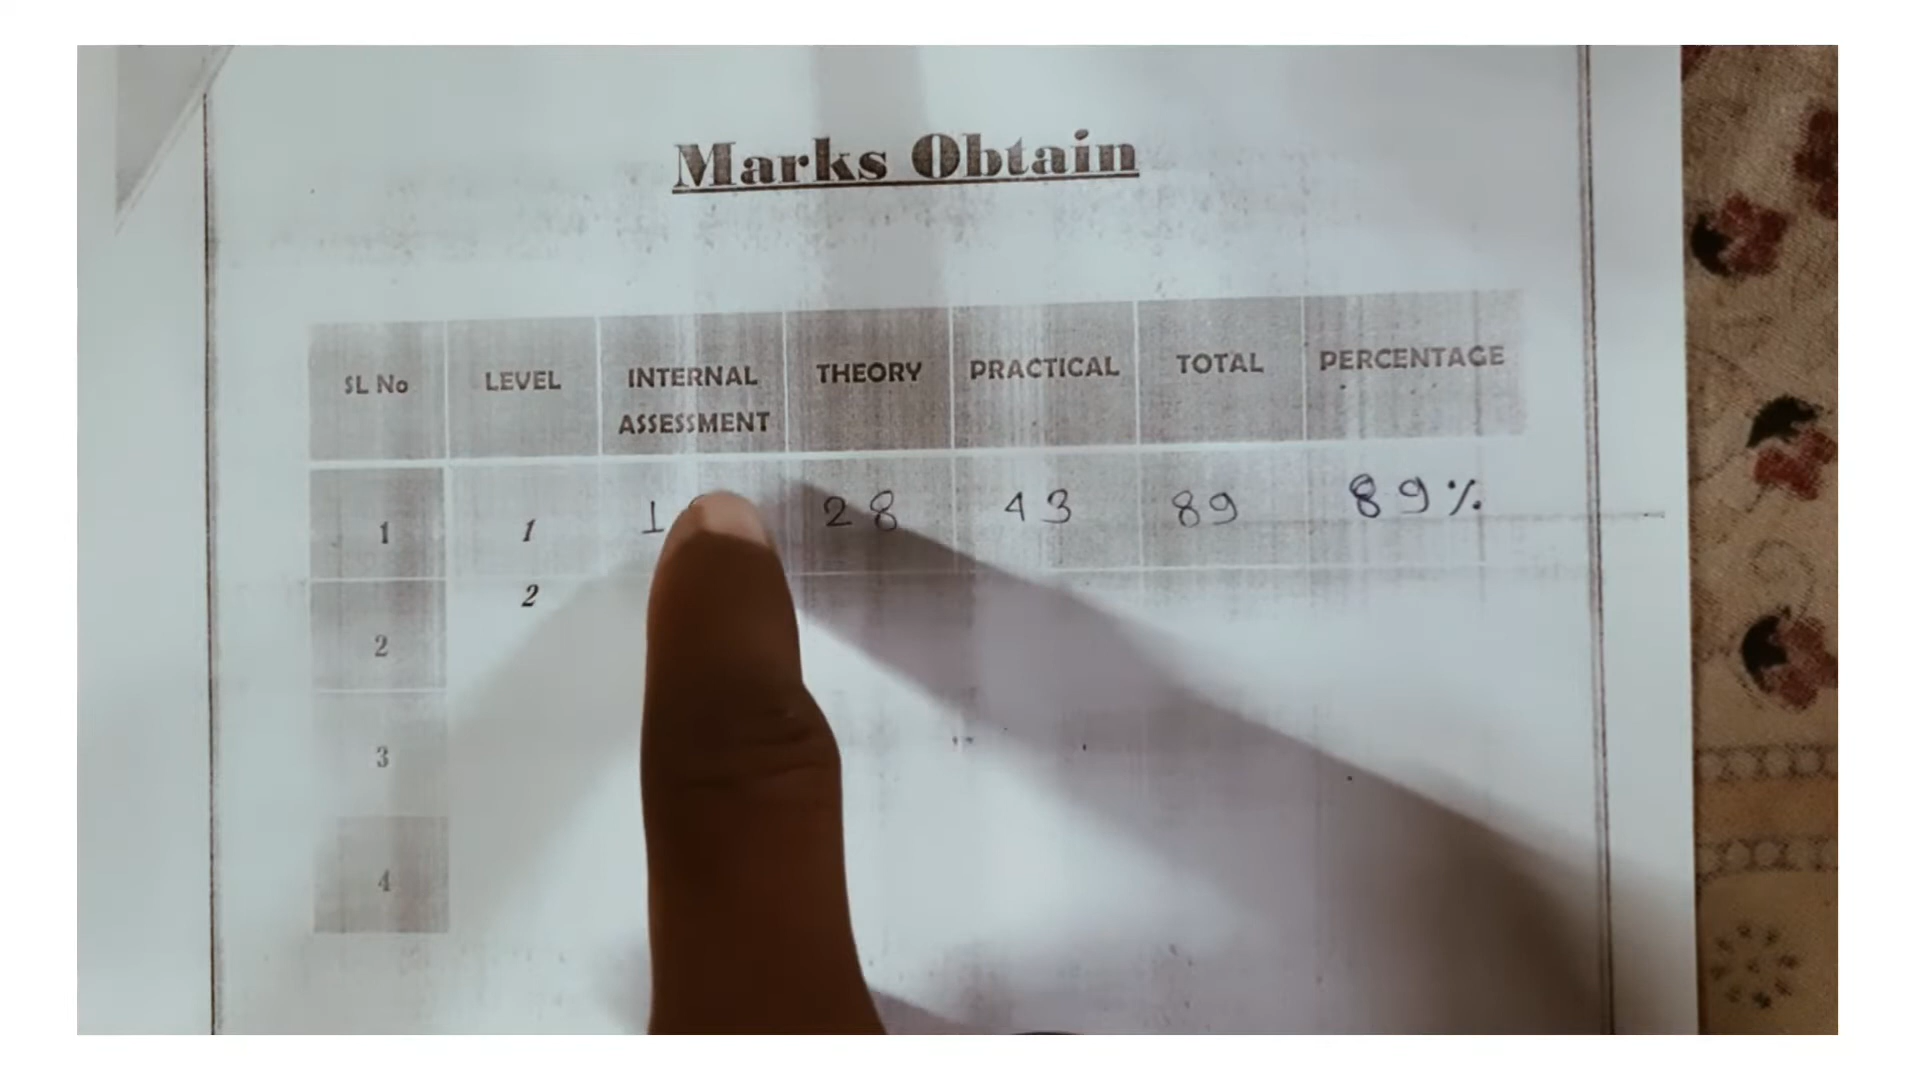 Marks Obtain
SL No LEVEL INTERNAL ASSESSMENT THEORY PRACTICAL TOTAL PERCENTAGE
1 1 28 43 89 89%
2 2
3
4